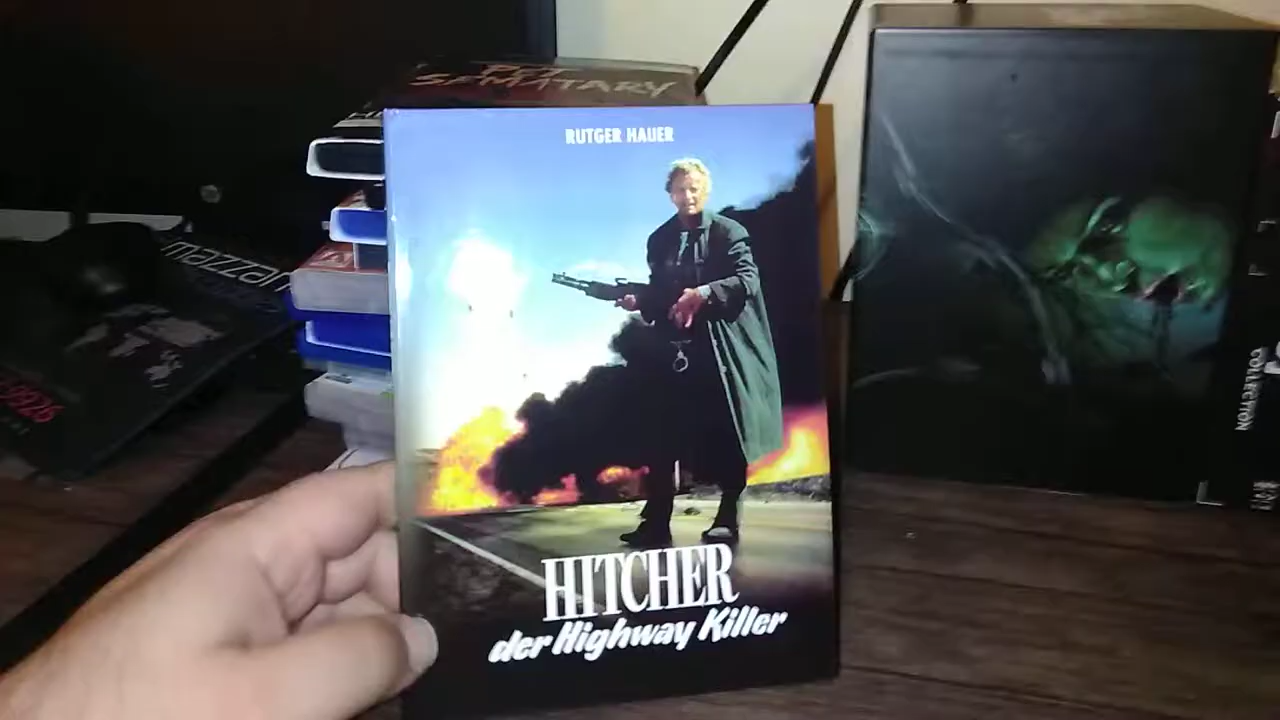 PET
SEMATARY
RUTGER HAUER
HITCHER
der Highway Killer
COLLECTION